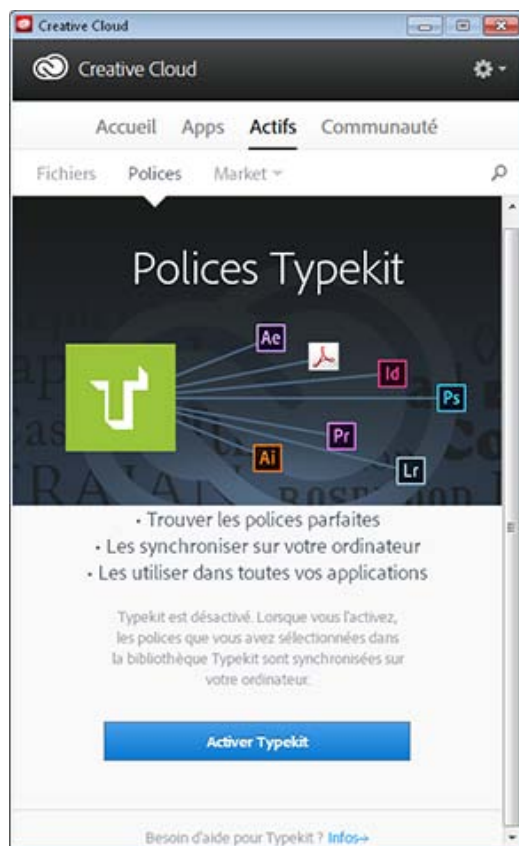 Creative Cloud
Creative Cloud
Accueil Apps Actifs Communauté
Fichiers Polices Market
Polices Typekit
Ae
Id
Ps
Pr
Ai
Lr
TRAJAN
• Trouver les polices parfaites
• Les synchroniser sur votre ordinateur
• Les utiliser dans toutes vos applications
Typekit est désactivé. Lorsque vous l'activez,
les polices que vous avez sélectionnées dans
la bibliothèque Typekit sont synchronisées sur
votre ordinateur.
Activer Typekit
Besoin d'aide pour Typekit ? Infos→